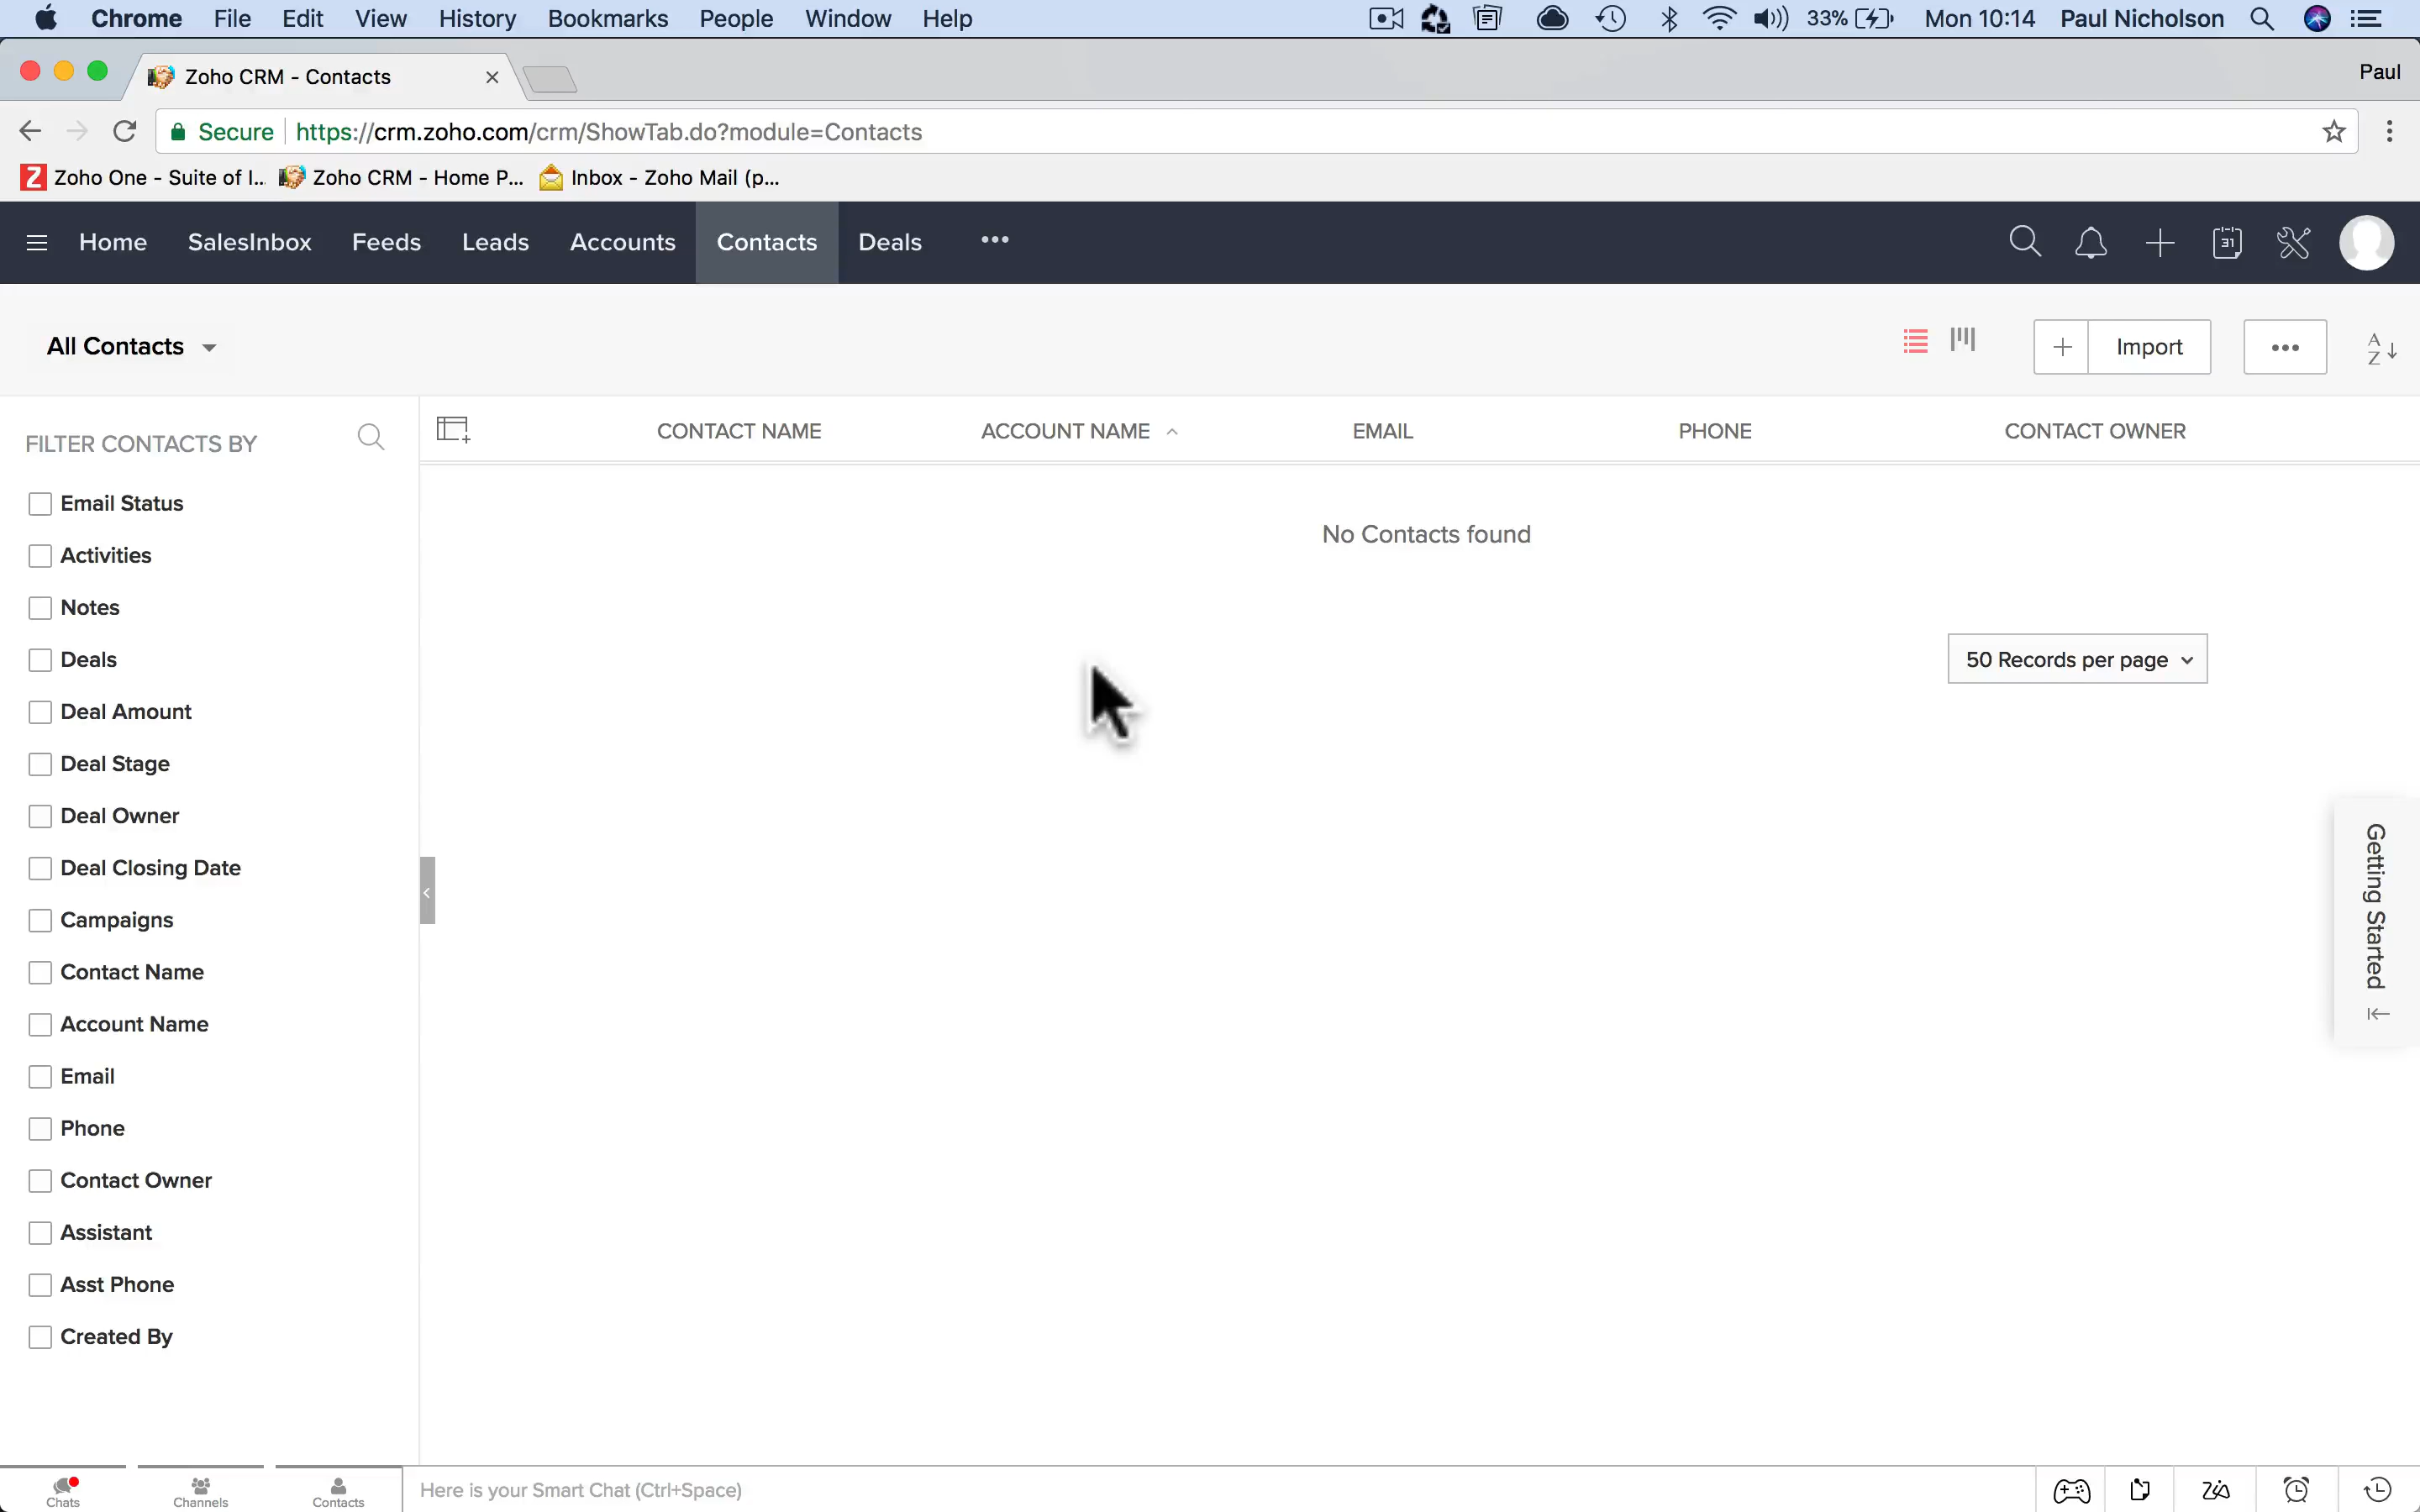 Chrome File Edit View History Bookmarks People Window Help 33% Mon 10:14 Paul Nicholson
Zoho CRM - Contacts Paul
Secure https://crm.zoho.com/crm/ShowTab.do?module=Contacts
Zoho One - Suite of I... Zoho CRM - Home P... Inbox - Zoho Mail (p...
Home SalesInbox Feeds Leads Accounts Contacts Deals ••• 31
All Contacts + Import ••• A Z
FILTER CONTACTS BY CONTACT NAME ACCOUNT NAME EMAIL PHONE CONTACT OWNER
Email Status
No Contacts found
Activities
Notes
Deals
50 Records per page
Deal Amount
Deal Stage
Deal Owner
Deal Closing Date
Campaigns
Contact Name
Account Name
Email
Phone
Contact Owner
Assistant
Asst Phone
Created By
Getting Started
Chats Channels Contacts Here is your Smart Chat (Ctrl+Space)